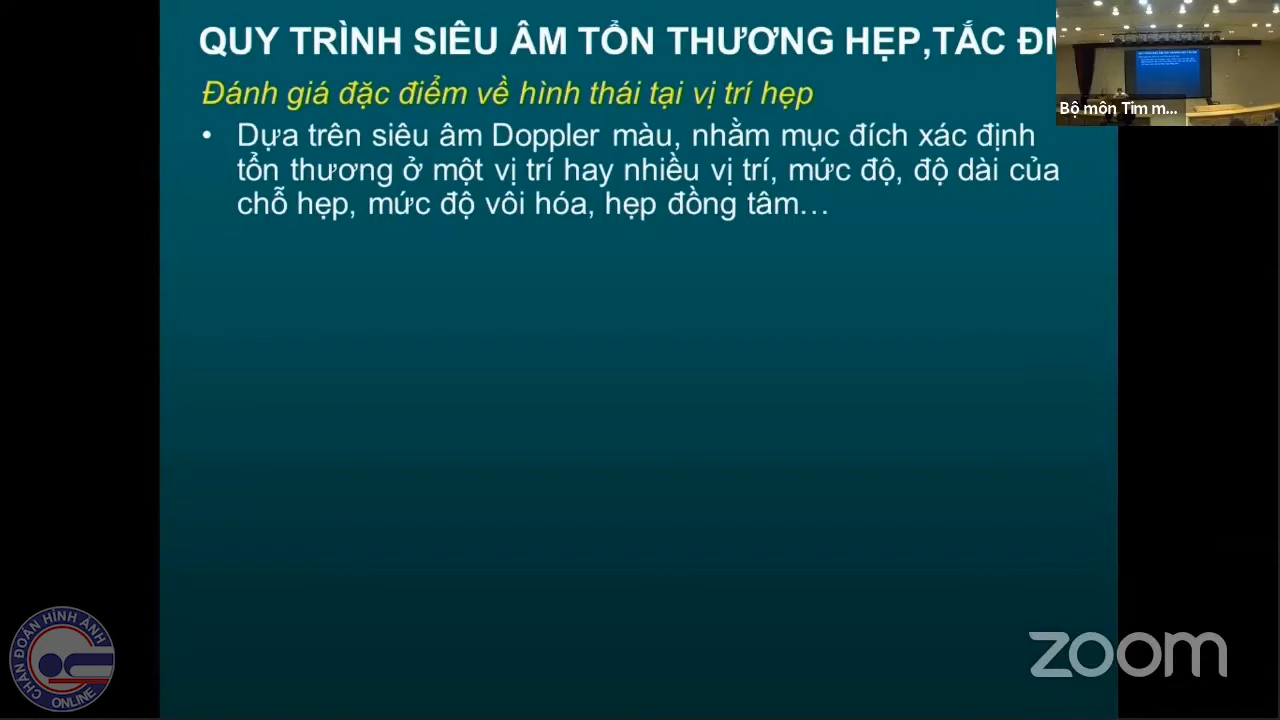 QUY TRÌNH SIÊU ÂM TỔN THƯƠNG HẸP,TẮC ĐM
Đánh giá đặc điểm về hình thái tại vị trí hẹp
• Dựa trên siêu âm Doppler màu, nhằm mục đích xác định
tổn thương ở một vị trí hay nhiều vị trí, mức độ, độ dài của
chỗ hẹp, mức độ vôi hóa, hẹp đồng tâm…
Bộ môn Tim m...
CHẨN ĐOÁN HÌNH ẢNH
ONLINE
zoom